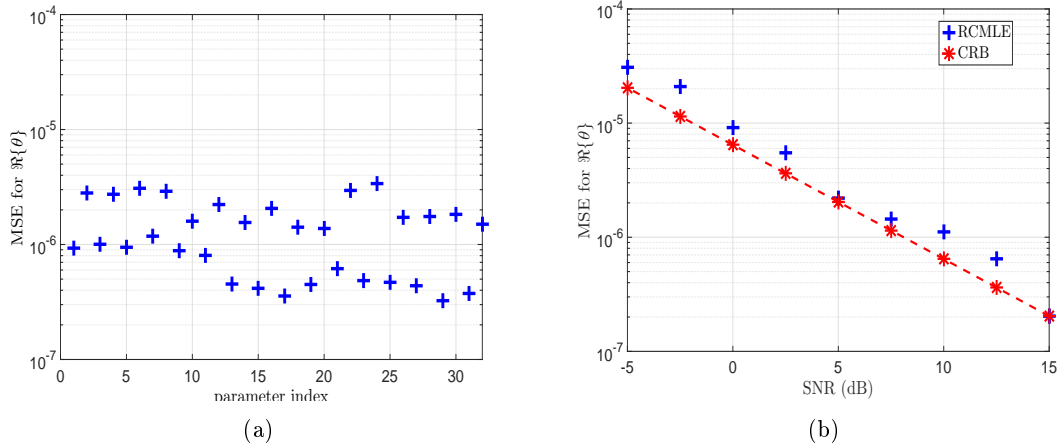 10^-4
10^-5
10^-6
10^-7
MSE for ℜ{θ}
0 5 10 15 20 25 30
parameter index
(a)
10^-4
10^-5
10^-6
10^-7
MSE for ℜ{θ}
RCMLE
CRB
-5 0 5 10 15
SNR (dB)
(b)